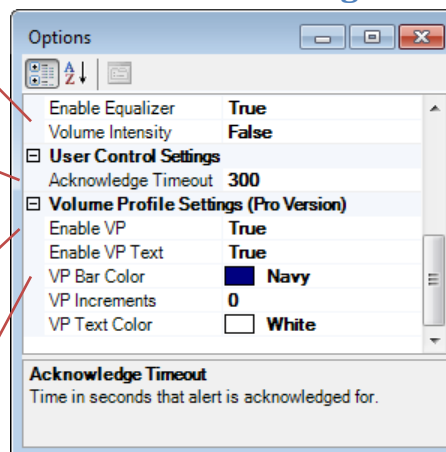 Options
Enable Equalizer True
Volume Intensity False
User Control Settings
Acknowledge Timeout 300
Volume Profile Settings (Pro Version)
Enable VP True
Enable VP Text True
VP Bar Color Navy
VP Increments 0
VP Text Color White
Acknowledge Timeout
Time in seconds that alert is acknowledged for.